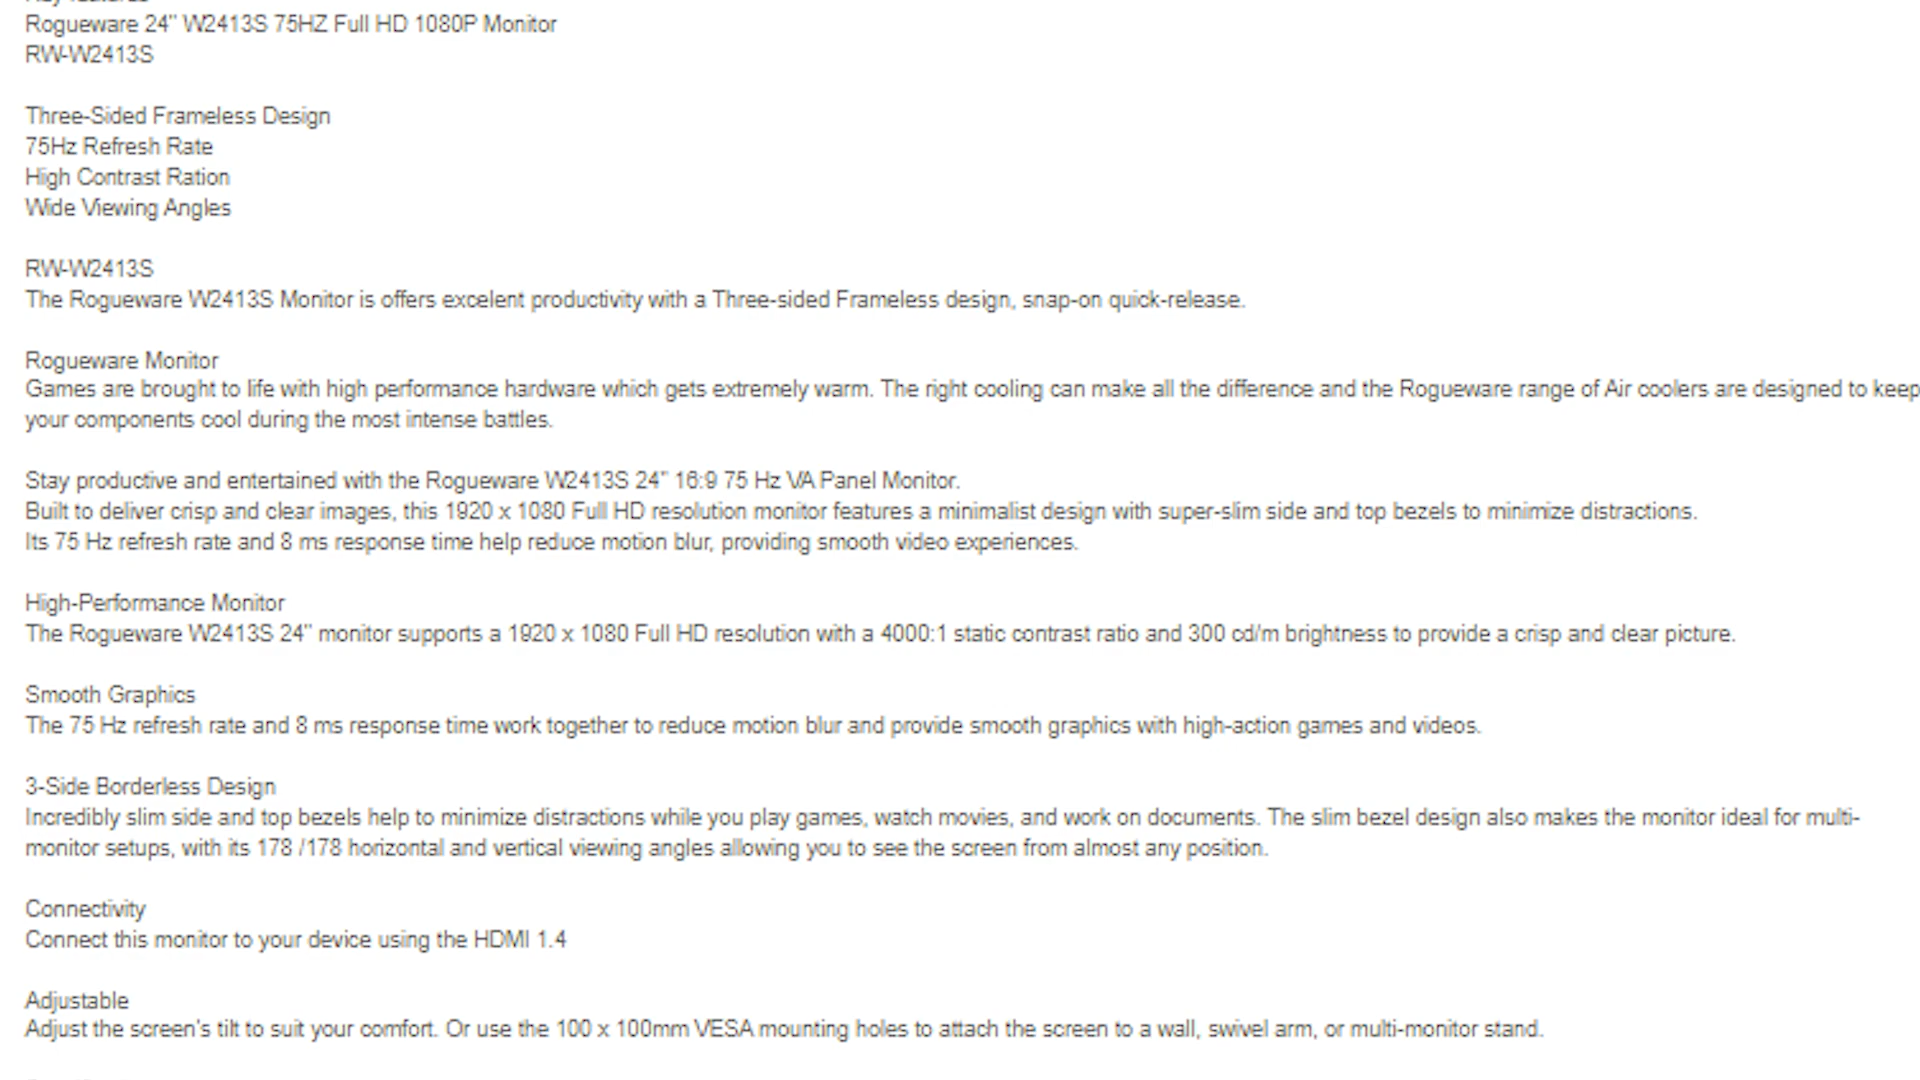 Rogueware 24" W2413S 75HZ Full HD 1080P Monitor
RW-W2413S
Three-Sided Frameless Design
75Hz Refresh Rate
High Contrast Ration
Wide Viewing Angles
RW-W2413S
The Rogueware W2413S Monitor is offers excelent productivity with a Three-sided Frameless design, snap-on quick-release.
Rogueware Monitor
Games are brought to life with high performance hardware which gets extremely warm. The right cooling can make all the difference and the Rogueware range of Air coolers are designed to keep
your components cool during the most intense battles.
Stay productive and entertained with the Rogueware W2413S 24" 16:9 75 Hz VA Panel Monitor.
Built to deliver crisp and clear images, this 1920 x 1080 Full HD resolution monitor features a minimalist design with super-slim side and top bezels to minimize distractions.
Its 75 Hz refresh rate and 8 ms response time help reduce motion blur, providing smooth video experiences.
High-Performance Monitor
The Rogueware W2413S 24" monitor supports a 1920 x 1080 Full HD resolution with a 4000:1 static contrast ratio and 300 cd/m brightness to provide a crisp and clear picture.
Smooth Graphics
The 75 Hz refresh rate and 8 ms response time work together to reduce motion blur and provide smooth graphics with high-action games and videos.
3-Side Borderless Design
Incredibly slim side and top bezels help to minimize distractions while you play games, watch movies, and work on documents. The slim bezel design also makes the monitor ideal for multi-
monitor setups, with its 178 /178 horizontal and vertical viewing angles allowing you to see the screen from almost any position.
Connectivity
Connect this monitor to your device using the HDMI 1.4
Adjustable
Adjust the screen's tilt to suit your comfort. Or use the 100 x 100mm VESA mounting holes to attach the screen to a wall, swivel arm, or multi-monitor stand.